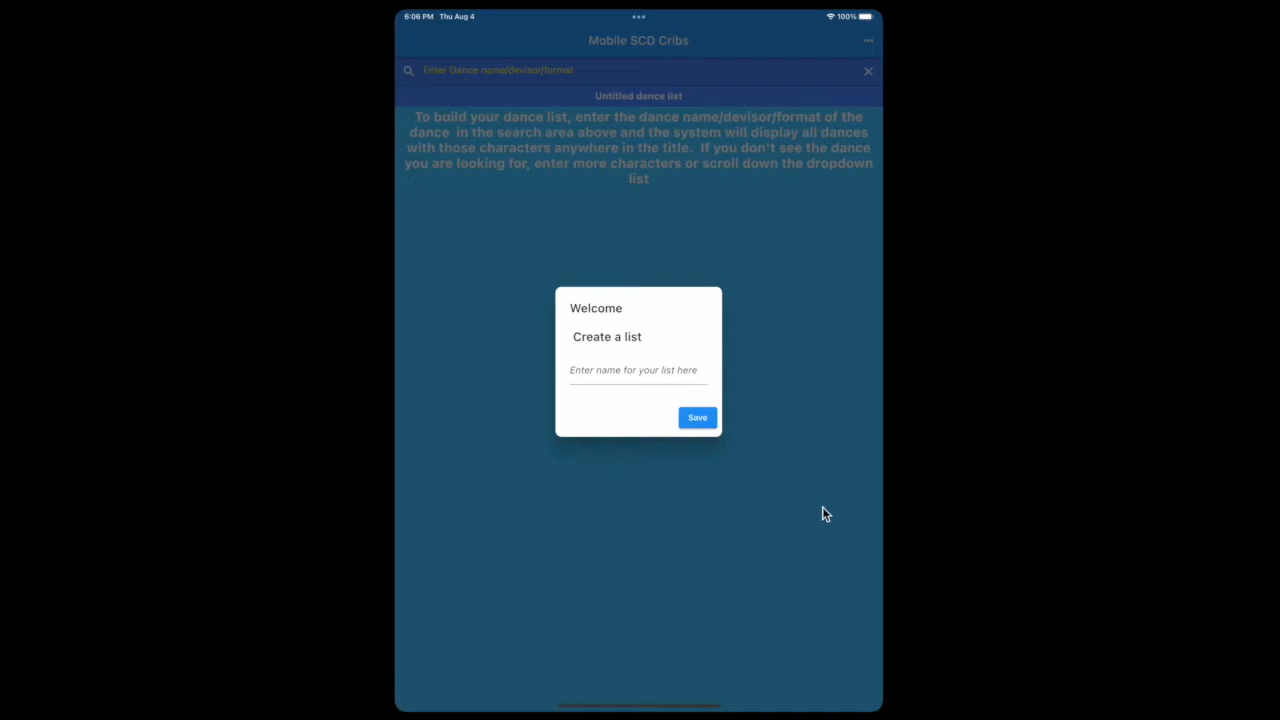 6:06 PM Thu Aug 4
100%
Mobile SCD Cribs
Enter Dance name/devisor/format
Untitled dance list
To build your dance list, enter the dance name/devisor/format of the
dance in the search area above and the system will display all dances
with those characters anywhere in the title. If you don't see the dance
you are looking for, enter more characters or scroll down the dropdown
list
Welcome
Create a list
Enter name for your list here
Save